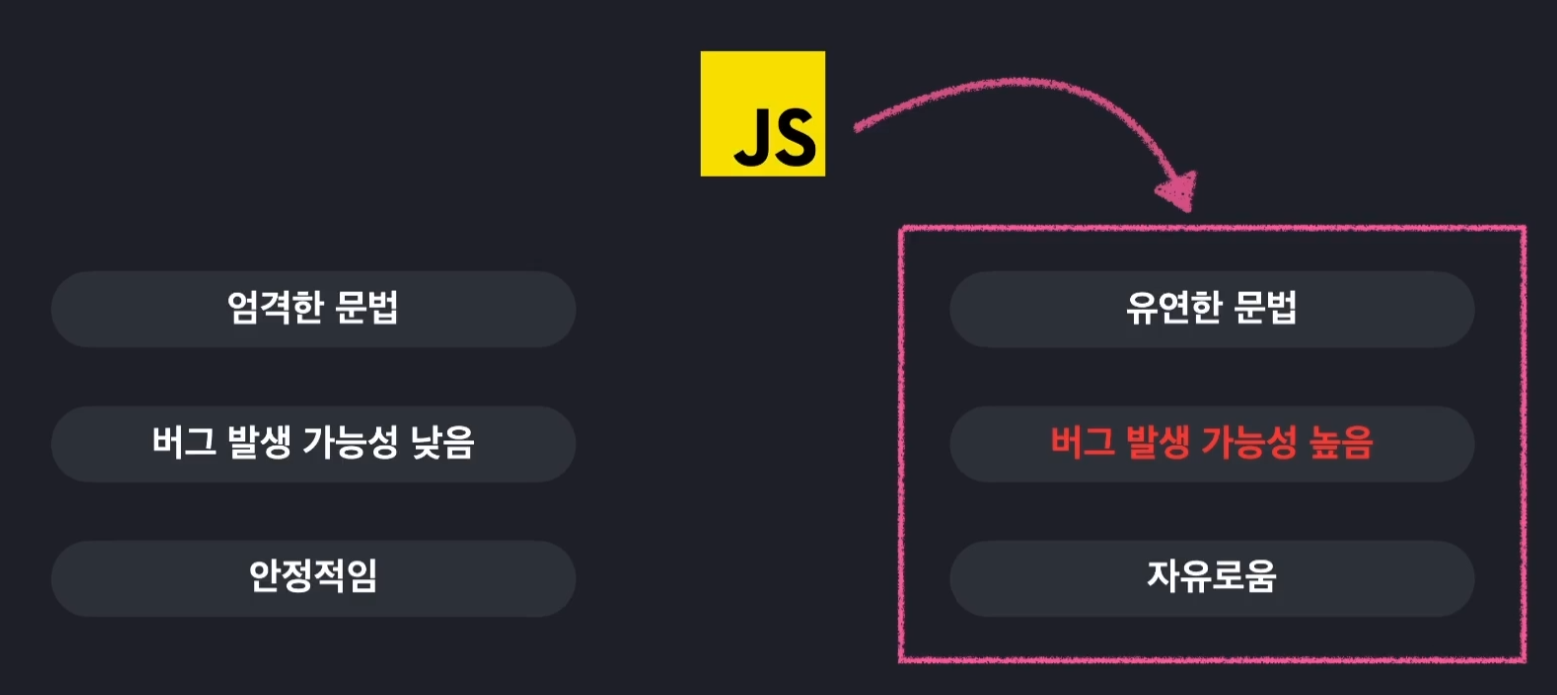 JS
엄격한 문법
유연한 문법
버그 발생 가능성 낮음
버그 발생 가능성 높음
안정적임
자유로움